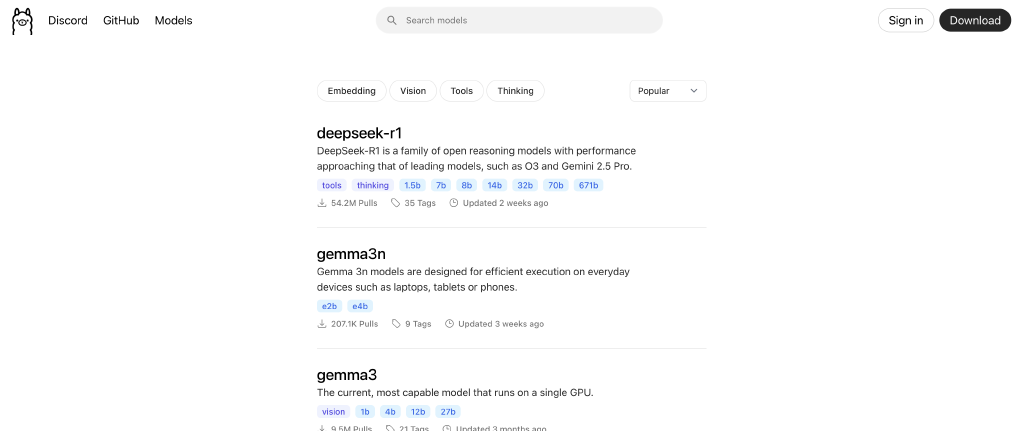 Discord GitHub Models Search models Sign in Download
Embedding Vision Tools Thinking Popular
deepseek-r1
DeepSeek-R1 is a family of open reasoning models with performance
approaching that of leading models, such as O3 and Gemini 2.5 Pro.
tools thinking 1.5b 7b 8b 14b 32b 70b 671b
54.2M Pulls 35 Tags Updated 2 weeks ago
gemma3n
Gemma 3n models are designed for efficient execution on everyday
devices such as laptops, tablets or phones.
e2b e4b
207.1K Pulls 9 Tags Updated 3 weeks ago
gemma3
The current, most capable model that runs on a single GPU.
vision 1b 4b 12b 27b
9.5M Pulls 21 Tags Updated 3 months ago